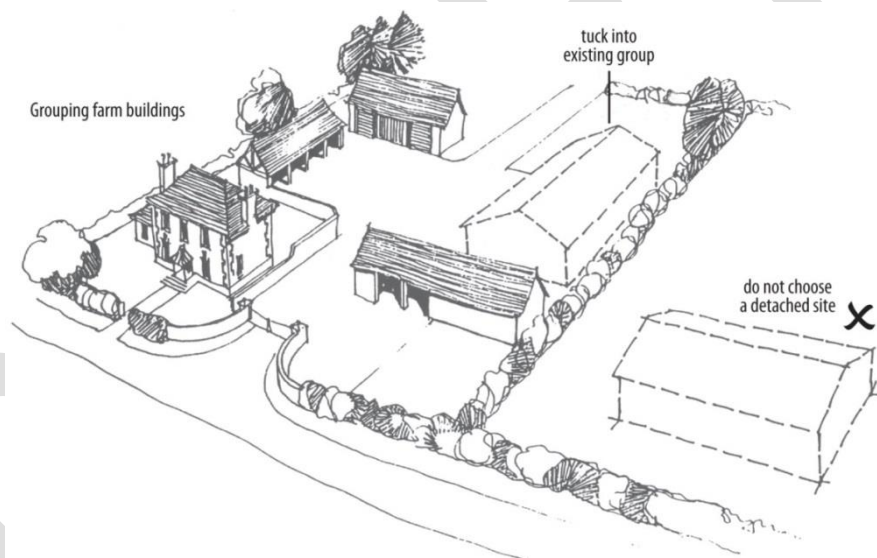 tuck into
existing group
Grouping farm buildings
do not choose
a detached site